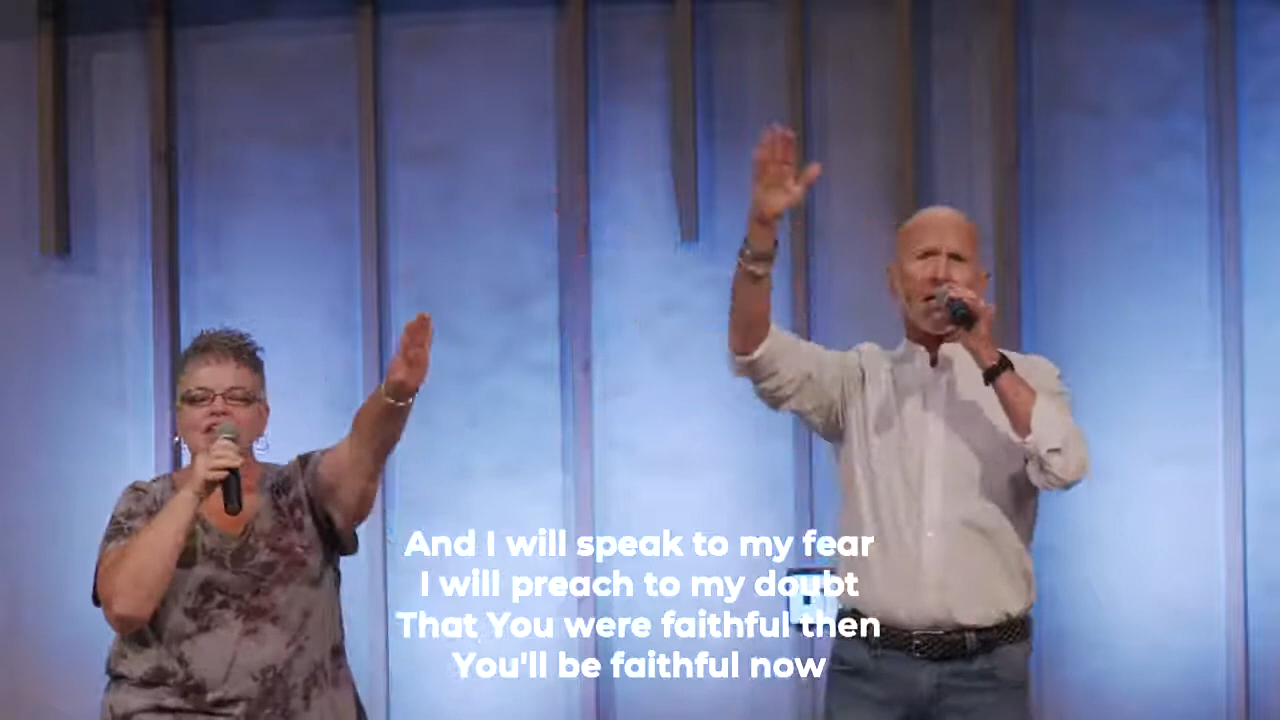 And I will speak to my fear
I will preach to my doubt
That You were faithful then
You'll be faithful now